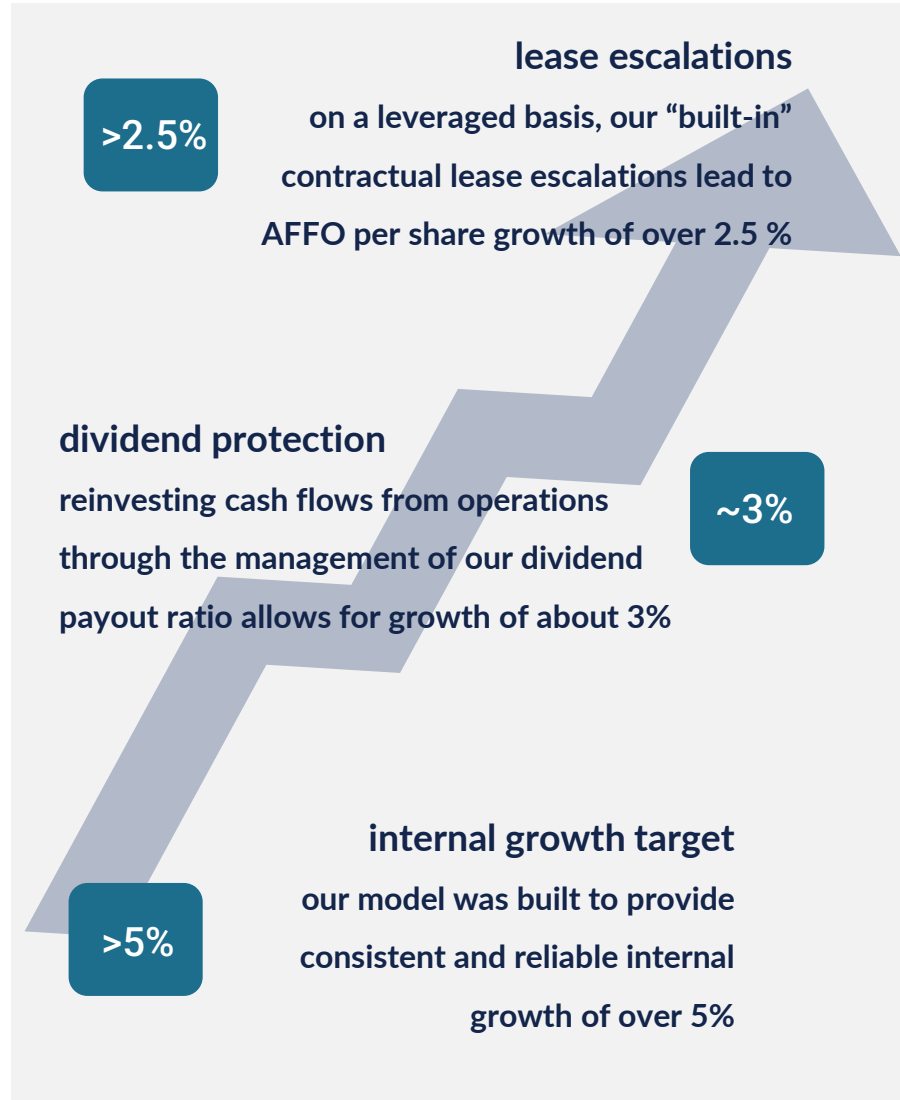 lease escalations
>2.5%
on a leveraged basis, our “built-in”
contractual lease escalations lead to
AFFO per share growth of over 2.5 %
dividend protection
reinvesting cash flows from operations
~3%
through the management of our dividend
payout ratio allows for growth of about 3%
internal growth target
our model was built to provide
>5%
consistent and reliable internal
growth of over 5%